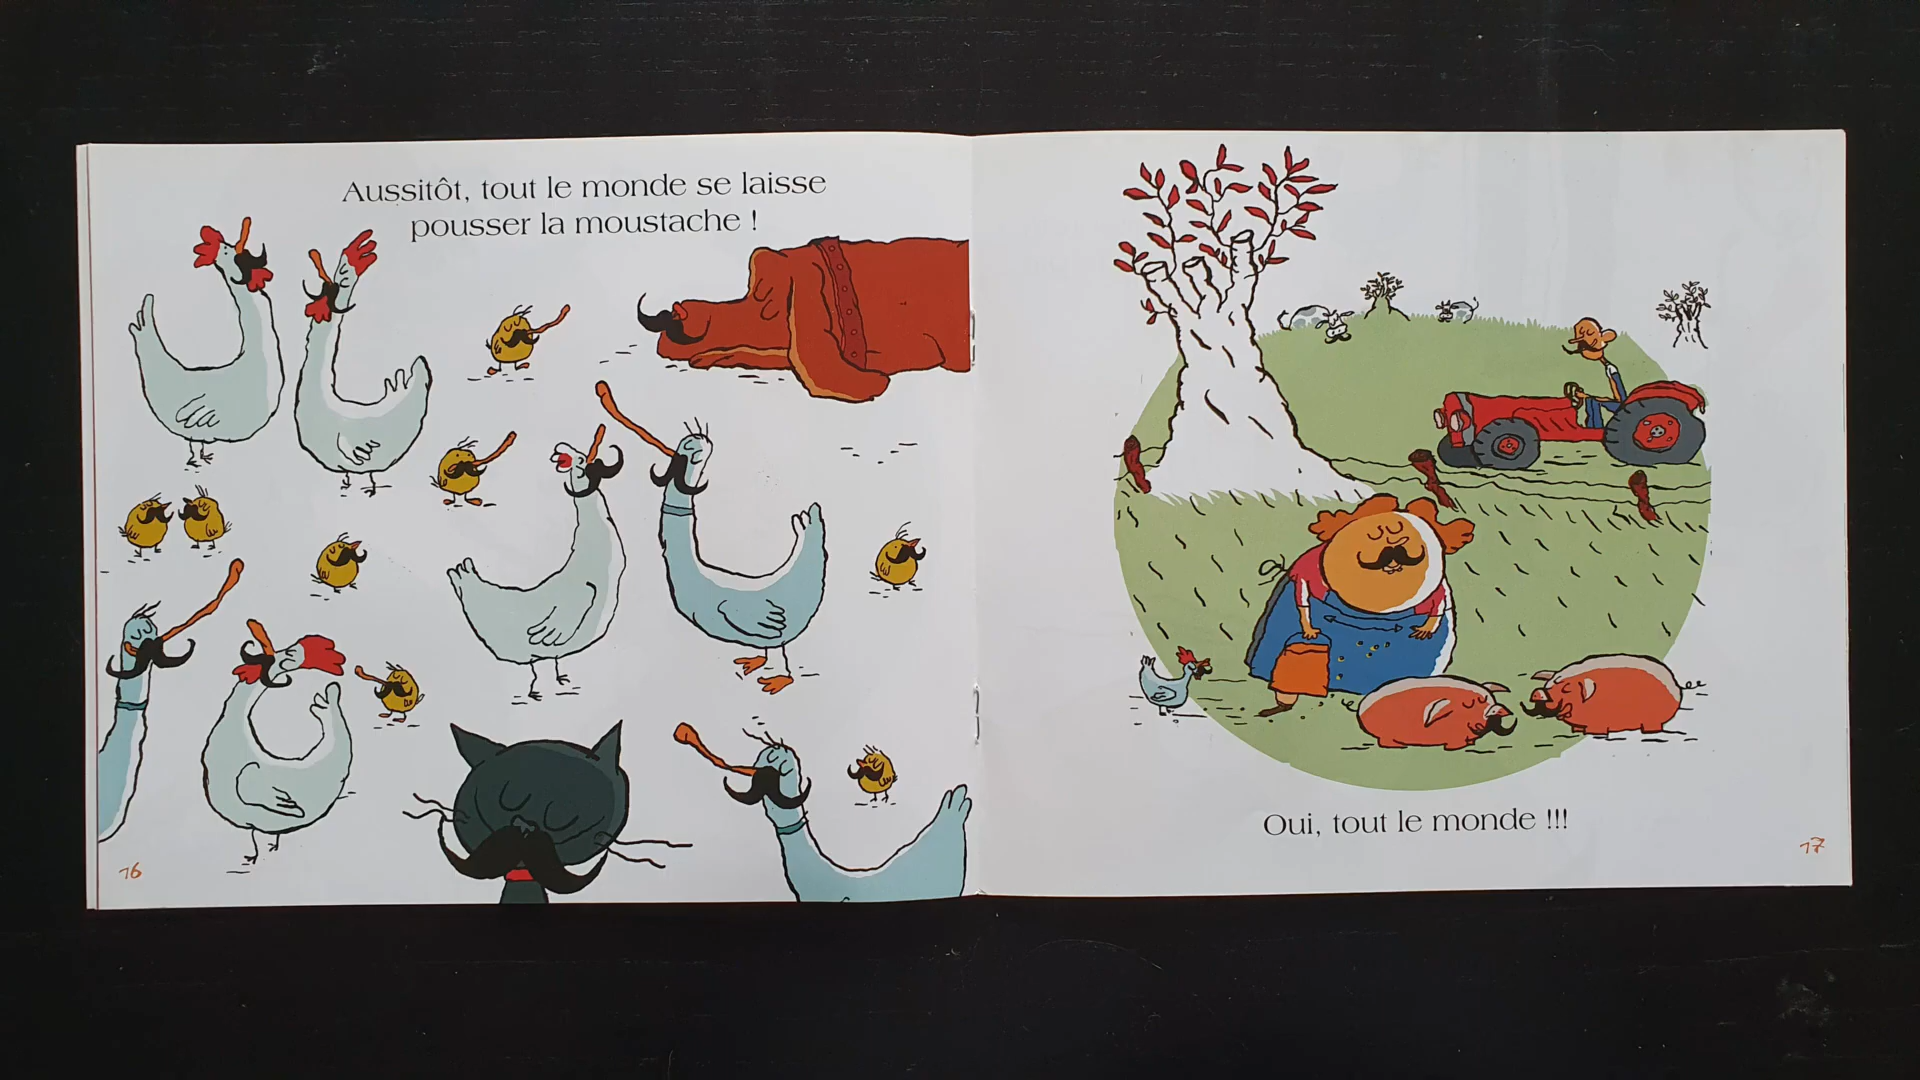 Aussitôt, tout le monde se laisse
pousser la moustache !
16
Oui, tout le monde !!!
17